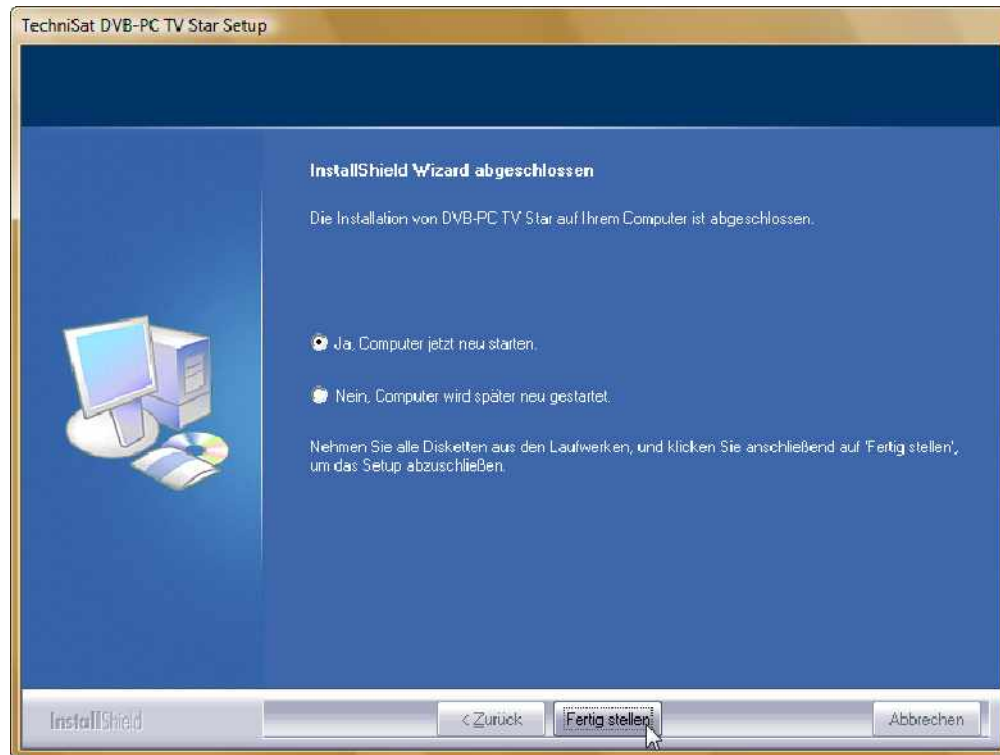 TechniSat DVB-PC TV Star Setup
InstallShield Wizard abgeschlossen
Die Installation von DVB-PC TV Star auf Ihrem Computer ist abgeschlossen.
Ja, Computer jetzt neu starten.
Nein, Computer wird später neu gestartet.
Nehmen Sie alle Disketten aus den Laufwerken, und klicken Sie anschließend auf 'Fertig stellen',
um das Setup abzuschließen.
InstallShield
< Zurück
Fertig stellen
Abbrechen